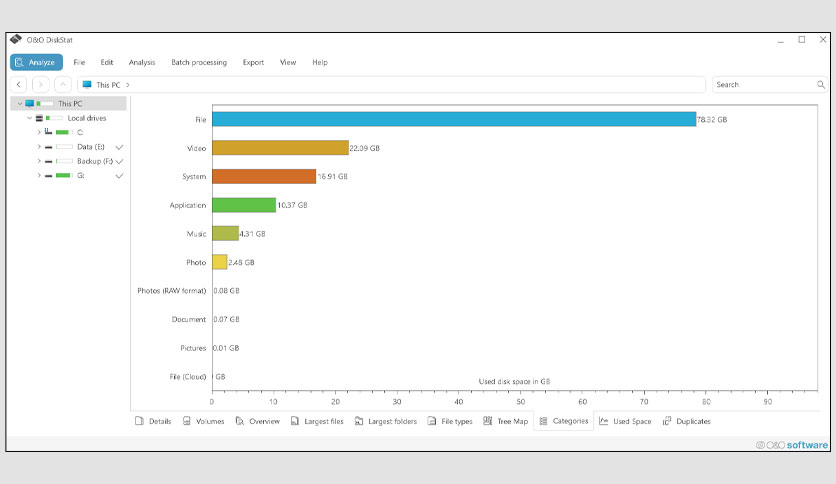 O&O DiskStat
Analyze File Edit Analysis Batch processing Export View Help
This PC Search
This PC
Local drives
C:
Data (E:)
Backup (F:)
G:
File 78.32 GB
Video 22.09 GB
System 16.91 GB
Application 10.37 GB
Music 4.31 GB
Photo 2.48 GB
Photos (RAW format) 0.08 GB
Document 0.07 GB
Pictures 0.01 GB
File (Cloud) GB
Used disk space in GB
0 10 20 30 40 50 60 70 80 90
Details Volumes Overview Largest files Largest folders File types Tree Map Categories Used Space Duplicates
O&O software